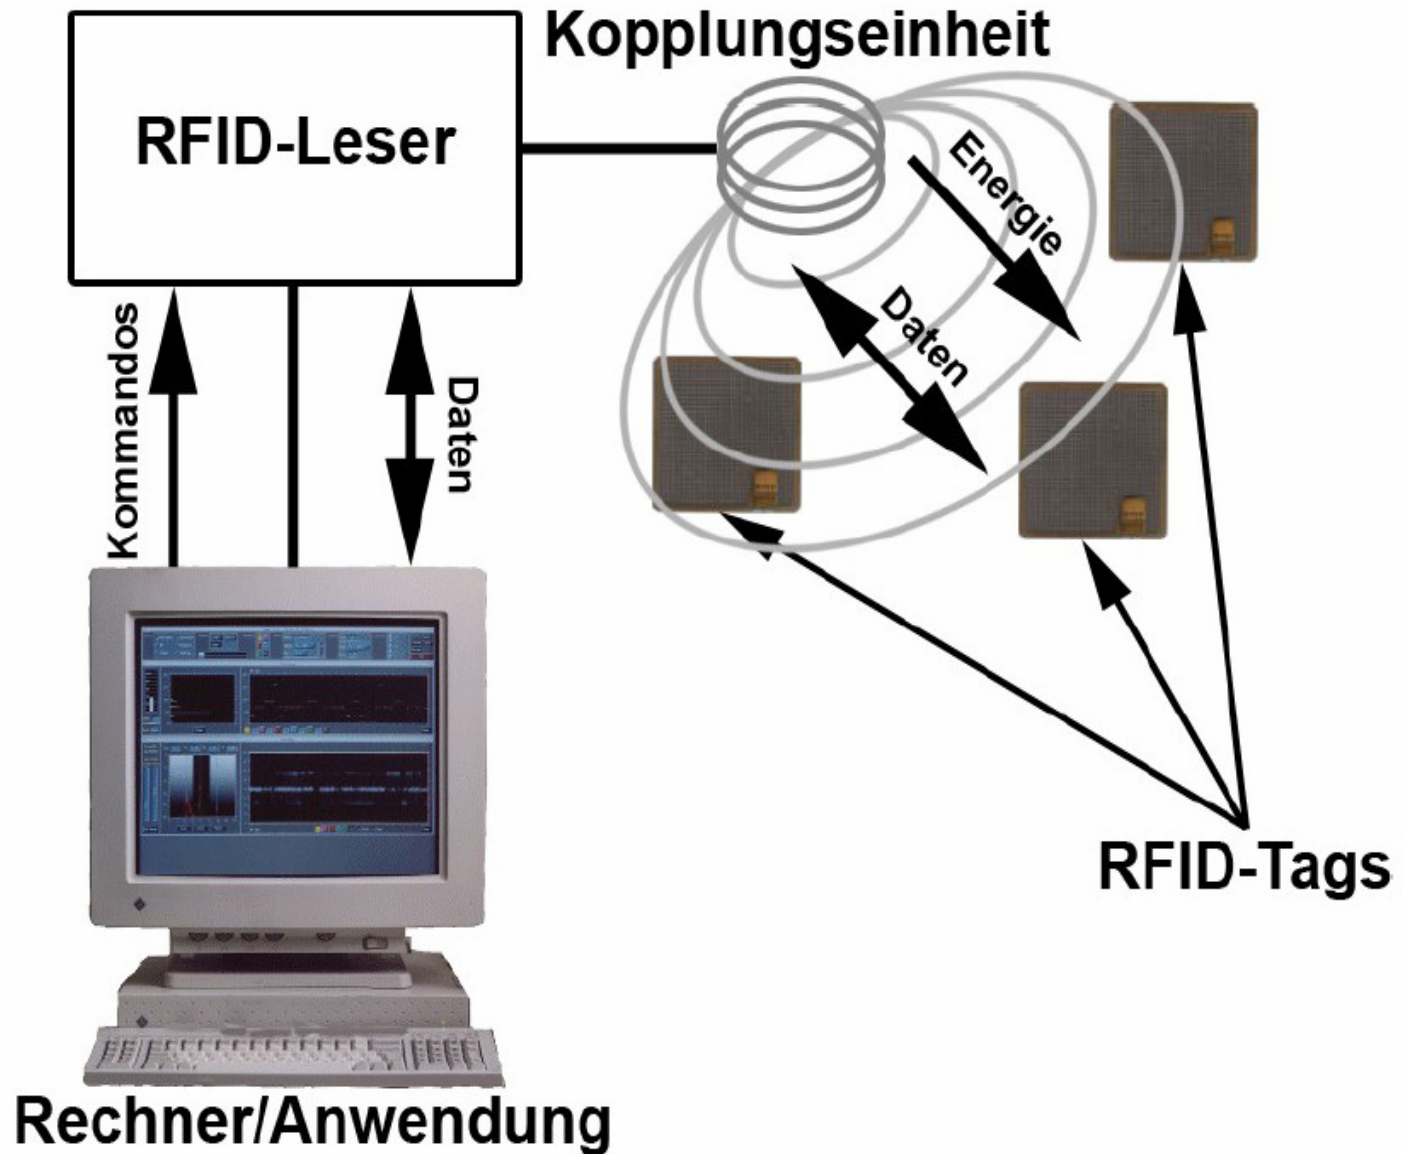 Kopplungseinheit
RFID-Leser
Energie
Daten
Kommandos
Daten
RFID-Tags
Rechner/Anwendung